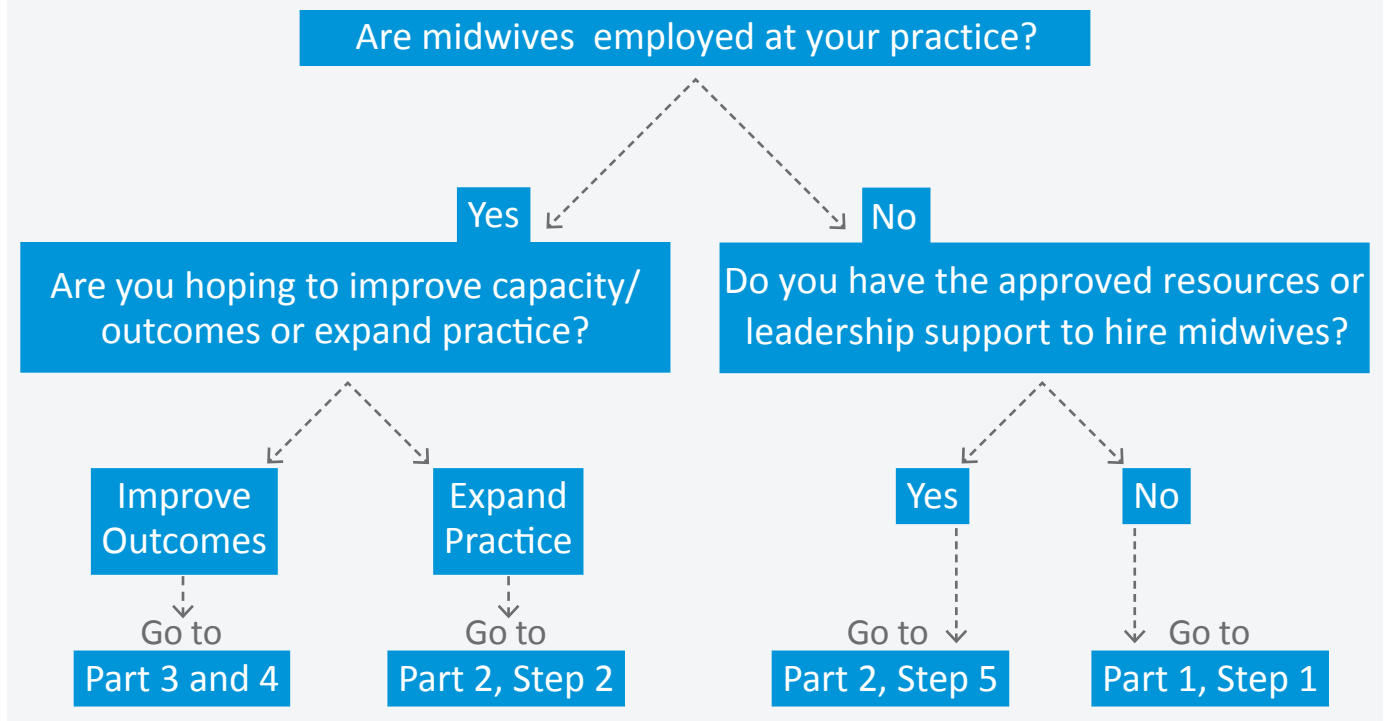 Are midwives employed at your practice?
Yes
No
Are you hoping to improve capacity/
outcomes or expand practice?
Do you have the approved resources or
leadership support to hire midwives?
Improve
Outcomes
Expand
Practice
Yes
No
Go to
Part 3 and 4
Go to
Part 2, Step 2
Go to
Part 2, Step 5
Go to
Part 1, Step 1